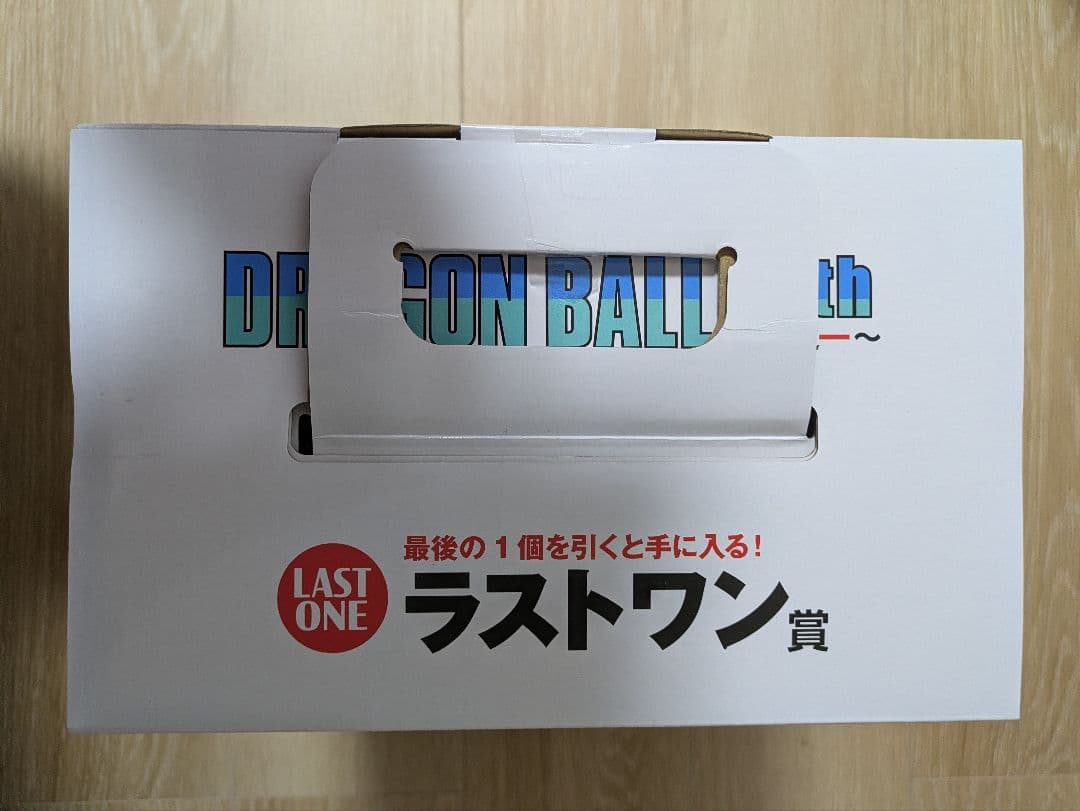 DR GON BALL th
～
LAST
ONE
最後の1個を引くと手に入る!
ラストワン賞